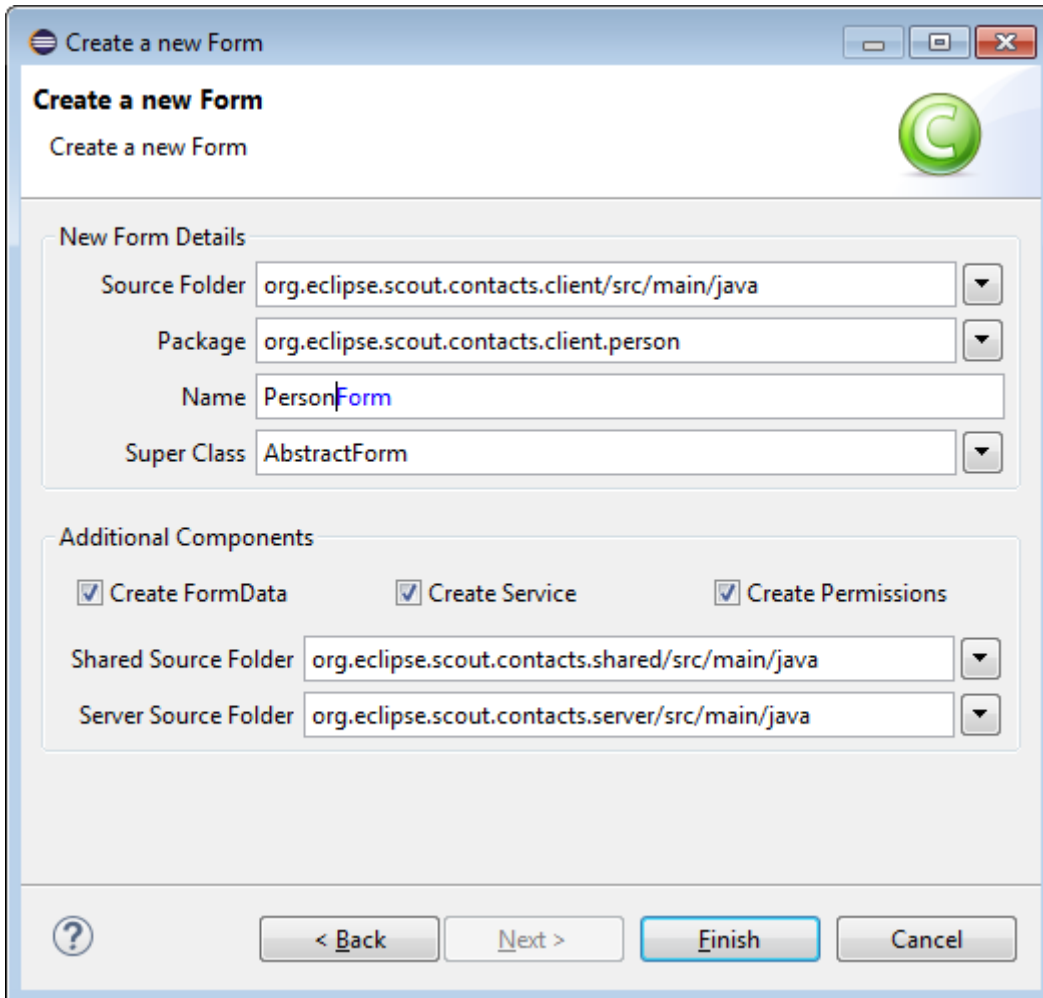 Create a new Form
Create a new Form
Create a new Form
C
New Form Details
Source Folder org.eclipse.scout.contacts.client/src/main/java
Package org.eclipse.scout.contacts.client.person
Name PersonForm
Super Class AbstractForm
Additional Components
Create FormData Create Service Create Permissions
Shared Source Folder org.eclipse.scout.contacts.shared/src/main/java
Server Source Folder org.eclipse.scout.contacts.server/src/main/java
? < Back Next > Finish Cancel